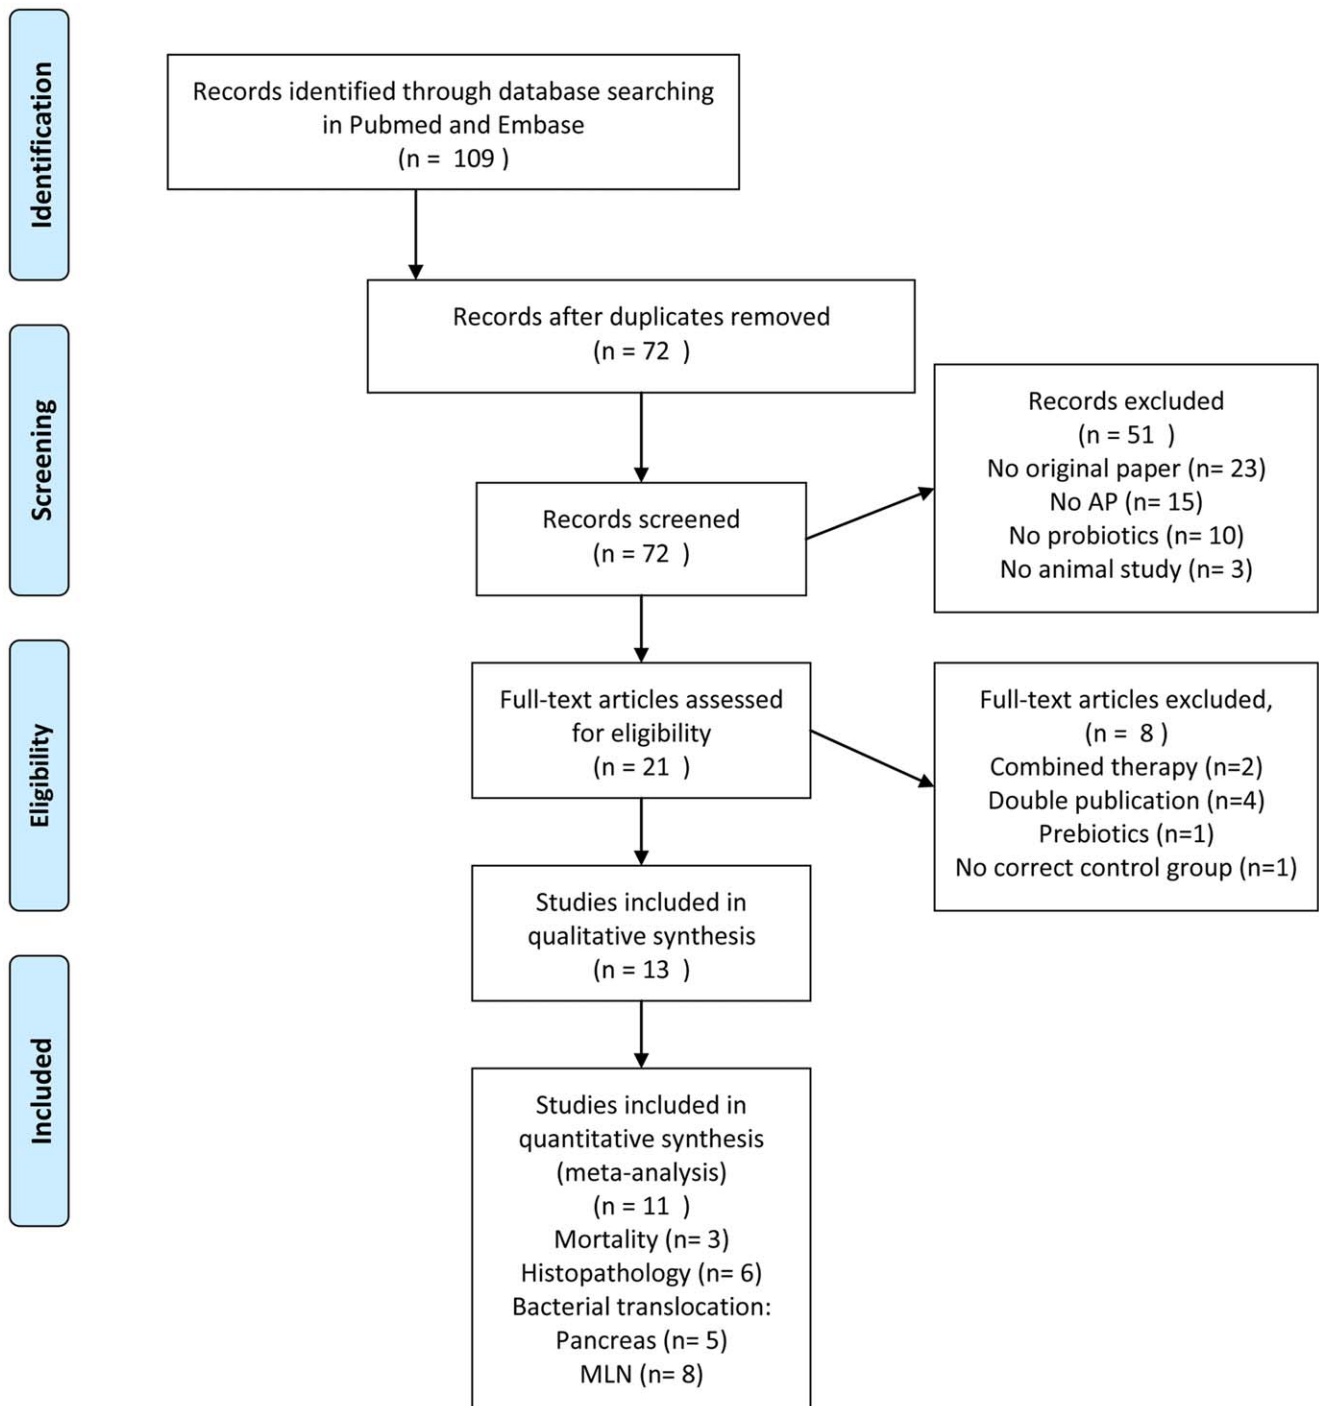 Identification
Records identified through database searching
in Pubmed and Embase
(n = 109 )
Records after duplicates removed
(n = 72 )
Screening
Records screened
(n = 72 )
Records excluded
(n = 51 )
No original paper (n= 23)
No AP (n= 15)
No probiotics (n= 10)
No animal study (n= 3)
Eligibility
Full-text articles assessed
for eligibility
(n = 21 )
Full-text articles excluded,
(n = 8 )
Combined therapy (n=2)
Double publication (n=4)
Prebiotics (n=1)
No correct control group (n=1)
Studies included in
qualitative synthesis
(n = 13 )
Included
Studies included in
quantitative synthesis
(meta-analysis)
(n = 11 )
Mortality (n= 3)
Histopathology (n= 6)
Bacterial translocation:
Pancreas (n= 5)
MLN (n= 8)